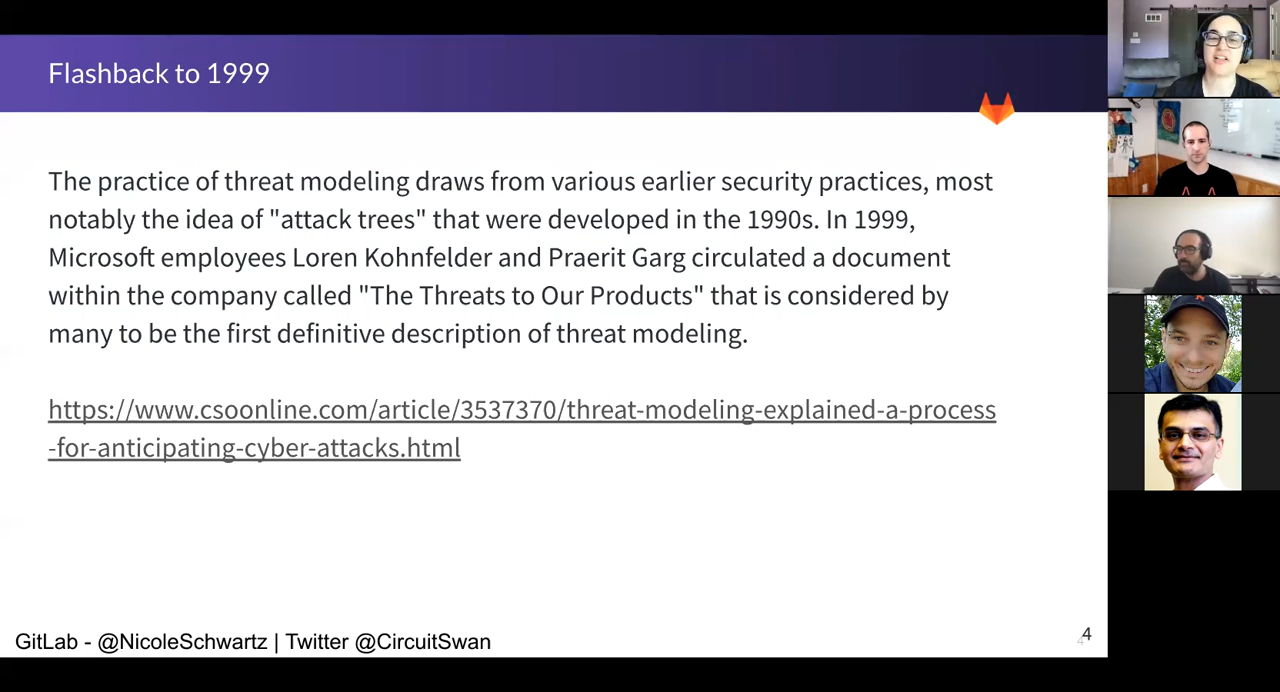 Flashback to 1999
The practice of threat modeling draws from various earlier security practices, most
notably the idea of "attack trees" that were developed in the 1990s. In 1999,
Microsoft employees Loren Kohnfelder and Praerit Garg circulated a document
within the company called "The Threats to Our Products" that is considered by
many to be the first definitive description of threat modeling.
https://www.csoonline.com/article/3537370/threat-modeling-explained-a-process
-for-anticipating-cyber-attacks.html
GitLab - @NicoleSchwartz | Twitter @CircuitSwan
4
4